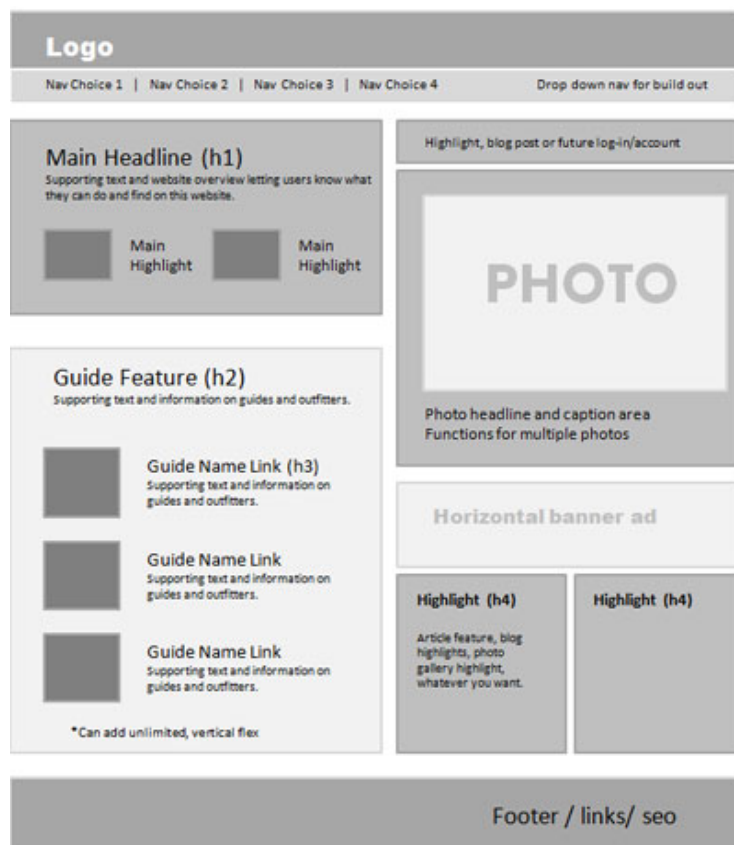 Logo
Nav Choice 1 | Nav Choice 2 | Nav Choice 3 | Nav Choice 4
Drop down nav for build out
Main Headline (h1)
Supporting text and website overview letting users know what
they can do and find on this website.
Main
Highlight
Main
Highlight
Highlight, blog post or future log-in/account
PHOTO
Photo headline and caption area
Functions for multiple photos
Guide Feature (h2)
Supporting text and information on guides and outfitters.
Guide Name Link (h3)
Supporting text and information on
guides and outfitters.
Guide Name Link
Supporting text and information on
guides and outfitters.
Guide Name Link
Supporting text and information on
guides and outfitters.
*Can add unlimited, vertical flex
Horizontal banner ad
Highlight (h4)
Article feature, blog
highlights, photo
gallery highlight,
whatever you want.
Highlight (h4)
Footer / links/ seo